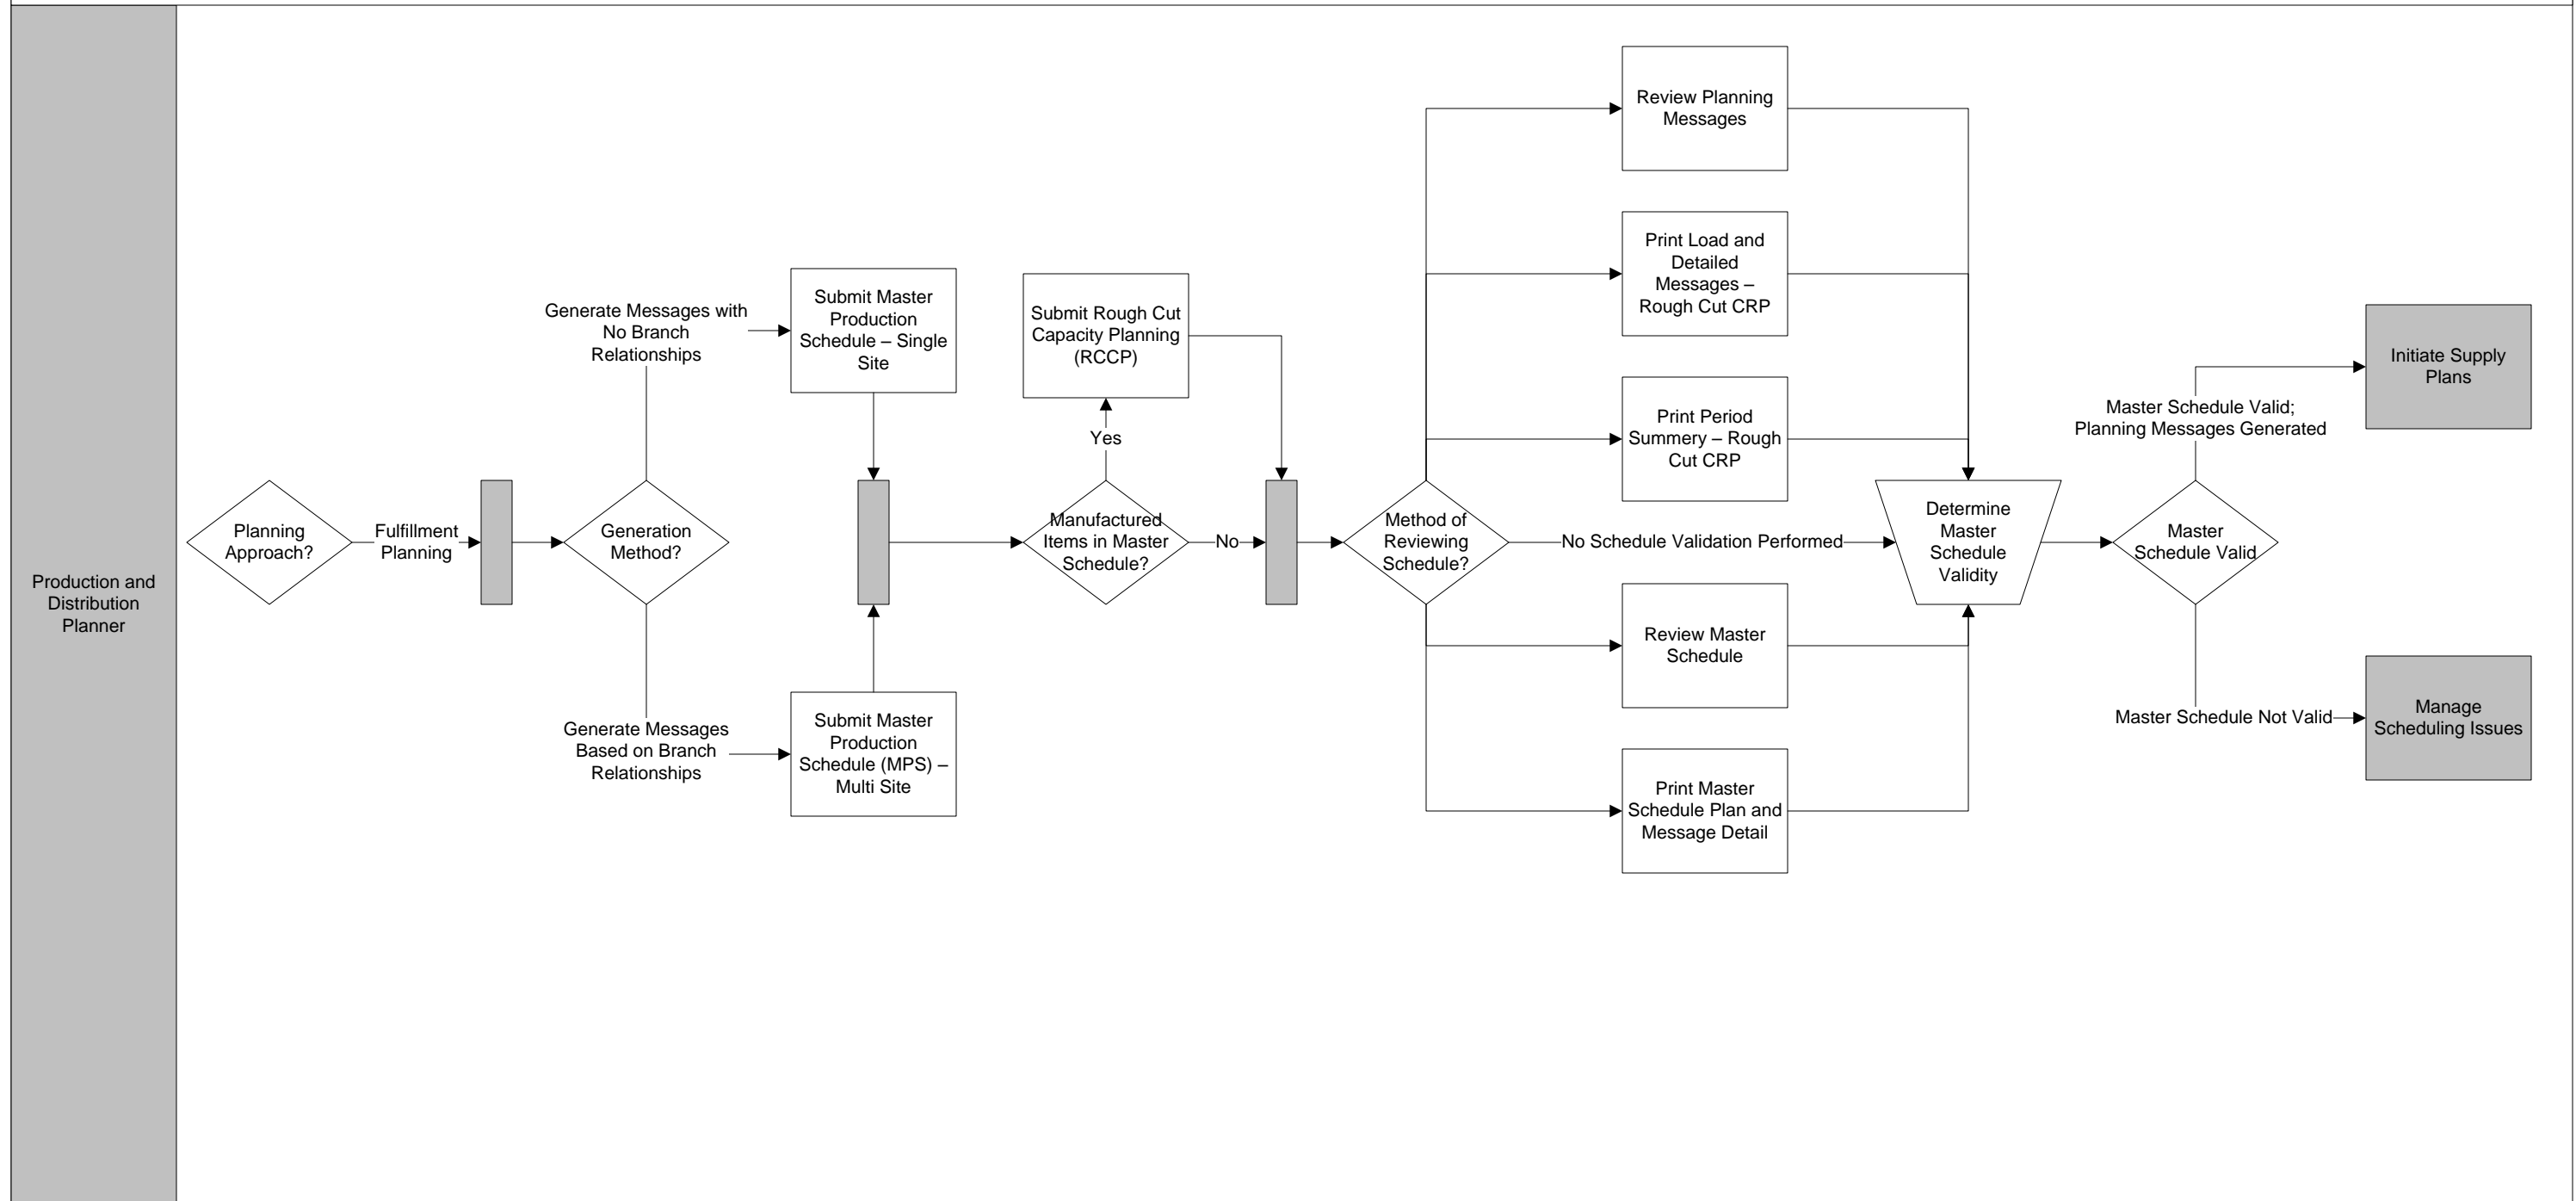 Production and
Distribution
Planner
Planning
Approach?
Fulfillment
Planning
Generation
Method?
Generate Messages with
No Branch
Relationships
Generate Messages
Based on Branch
Relationships
Submit Master
Production
Schedule – Single
Site
Submit Master
Production
Schedule (MPS) –
Multi Site
Manufactured
Items in Master
Schedule?
Yes
No
Submit Rough Cut
Capacity Planning
(RCCP)
Method of
Reviewing
Schedule?
Review Planning
Messages
Print Load and
Detailed
Messages –
Rough Cut CRP
Print Period
Summery – Rough
Cut CRP
No Schedule Validation Performed
Review Master
Schedule
Print Master
Schedule Plan and
Message Detail
Determine
Master
Schedule
Validity
Master
Schedule Valid
Master Schedule Valid;
Planning Messages Generated
Master Schedule Not Valid
Initiate Supply
Plans
Manage
Scheduling Issues